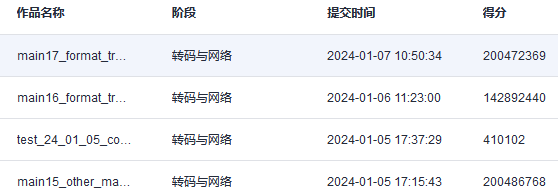 作品名称 阶段 提交时间 得分
main17_format_tr... 转码与网络 2024-01-07 10:50:34 200472369
main16_format_tr... 转码与网络 2024-01-06 11:23:00 142892440
test_24_01_05_co... 转码与网络 2024-01-05 17:37:29 410102
main15_other_ma... 转码与网络 2024-01-05 17:15:43 200486768